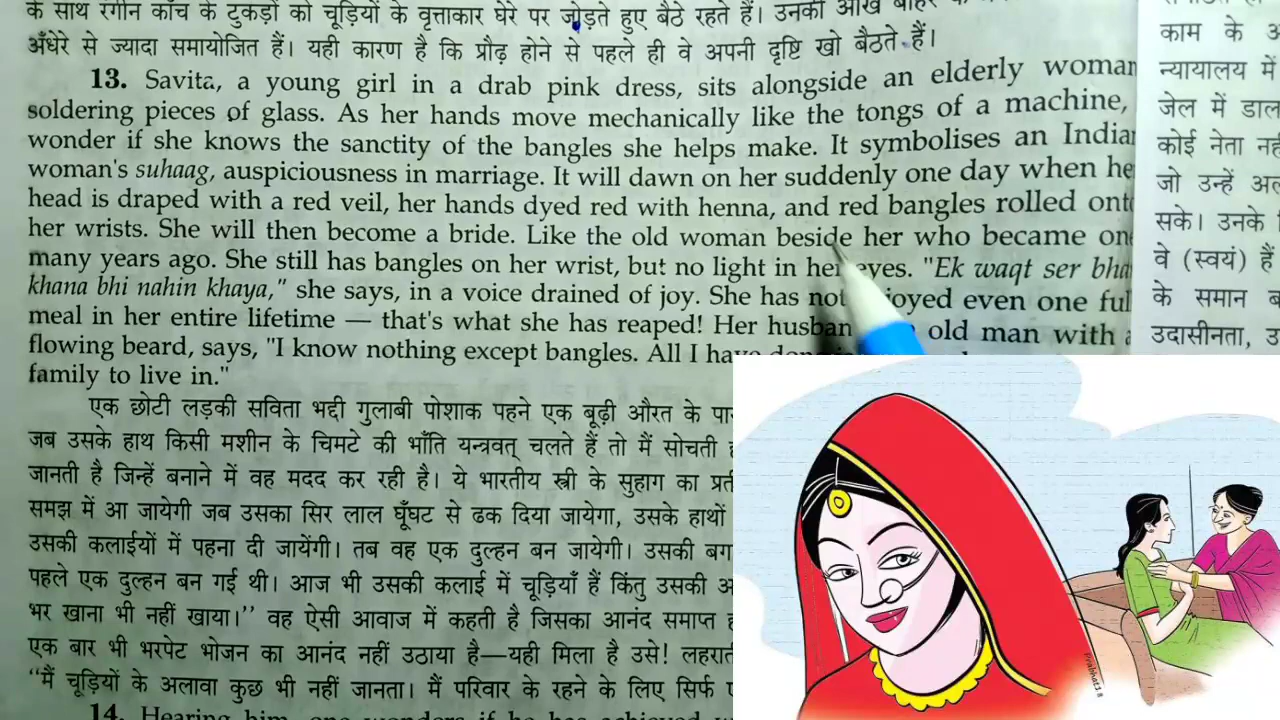 के साथ रंगीन काँच के टुकड़ों को चूड़ियों के वृत्ताकार घेरे पर जोड़ते हुए बैठे रहते हैं। उनकी आँखें बाहर के
अँधेरे से ज्यादा समायोजित हैं। यही कारण है कि प्रौढ़ होने से पहले ही वे अपनी दृष्टि खो बैठते हैं।
13. Savita, a young girl in a drab pink dress, sits alongside an elderly woman
soldering pieces of glass. As her hands move mechanically like the tongs of a machine,
wonder if she knows the sanctity of the bangles she helps make. It symbolises an Indian
woman's suhaag, auspiciousness in marriage. It will dawn on her suddenly one day when he
head is draped with a red veil, her hands dyed red with henna, and red bangles rolled ont
her wrists. She will then become a bride. Like the old woman beside her who became on
many years ago. She still has bangles on her wrist, but no light in her eyes. "Ek waqt ser bha
khana bhi nahin khaya," she says, in a voice drained of joy. She has not joyed even one ful
meal in her entire lifetime — that's what she has reaped! Her husban old man with a
flowing beard, says, "I know nothing except bangles. All I have
family to live in."
एक छोटी लड़की सविता भद्दी गुलाबी पोशाक पहने एक बूढ़ी औरत के पा
जब उसके हाथ किसी मशीन के चिमटे की भाँति यन्त्रवत् चलते हैं तो मैं सोचती
जानती है जिन्हें बनाने में वह मदद कर रही है। ये भारतीय स्त्री के सुहाग का प्रती
समझ में आ जायेगी जब उसका सिर लाल घूँघट से ढक दिया जायेगा, उसके हाथों
उसकी कलाईयों में पहना दी जायेंगी। तब वह एक दुल्हन बन जायेगी। उसकी बग
पहले एक दुल्हन बन गई थी। आज भी उसकी कलाई में चूड़ियाँ हैं किंतु उसकी अ
भर खाना भी नहीं खाया।'' वह ऐसी आवाज में कहती है जिसका आनंद समाप्त
एक बार भी भरपेट भोजन का आनंद नहीं उठाया है—यही मिला है उसे! लहरात
“मैं चूड़ियों के अलावा कुछ भी नहीं जानता। मैं परिवार के रहने के लिए सिर्फ
14. Hearing him, one wonders if he has achieved
काम के अ
न्यायालय में
जेल में डाल
कोई नेता नह
जो उन्हें अ
सके। उनके
वे (स्वयं) हैं
के समान ब
उदासीनता, उ